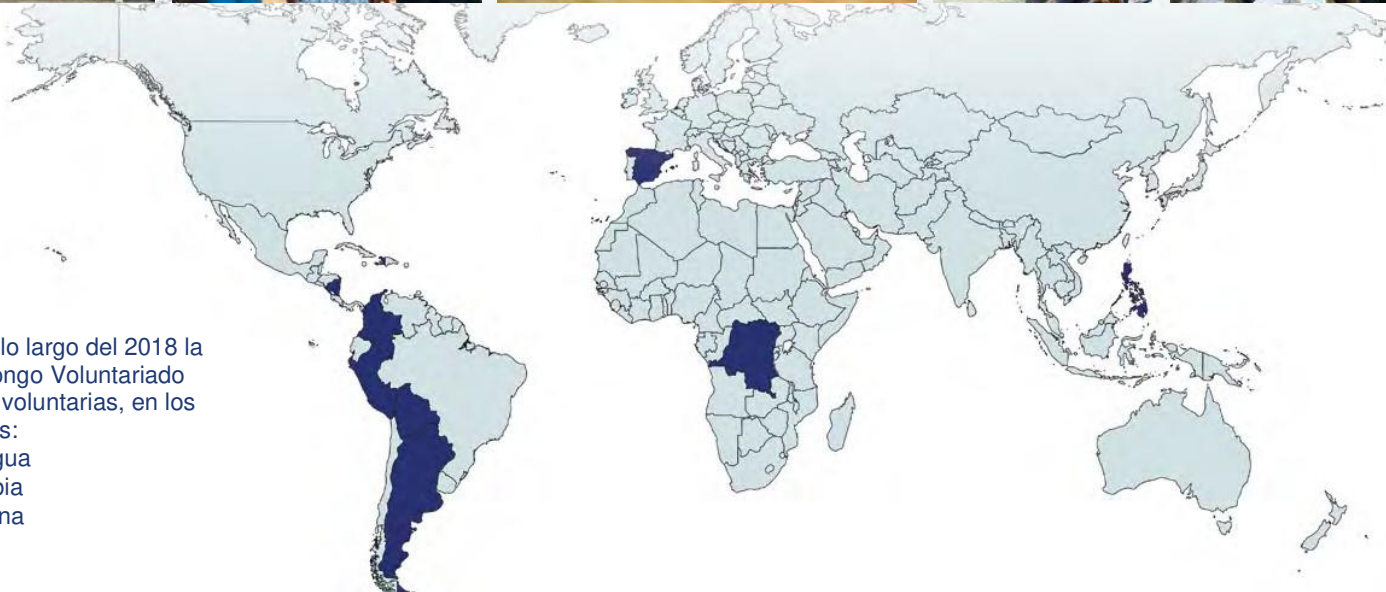 lo largo del 2018 la
ongo Voluntariado
voluntarias, en los
s:
gua
bia
na